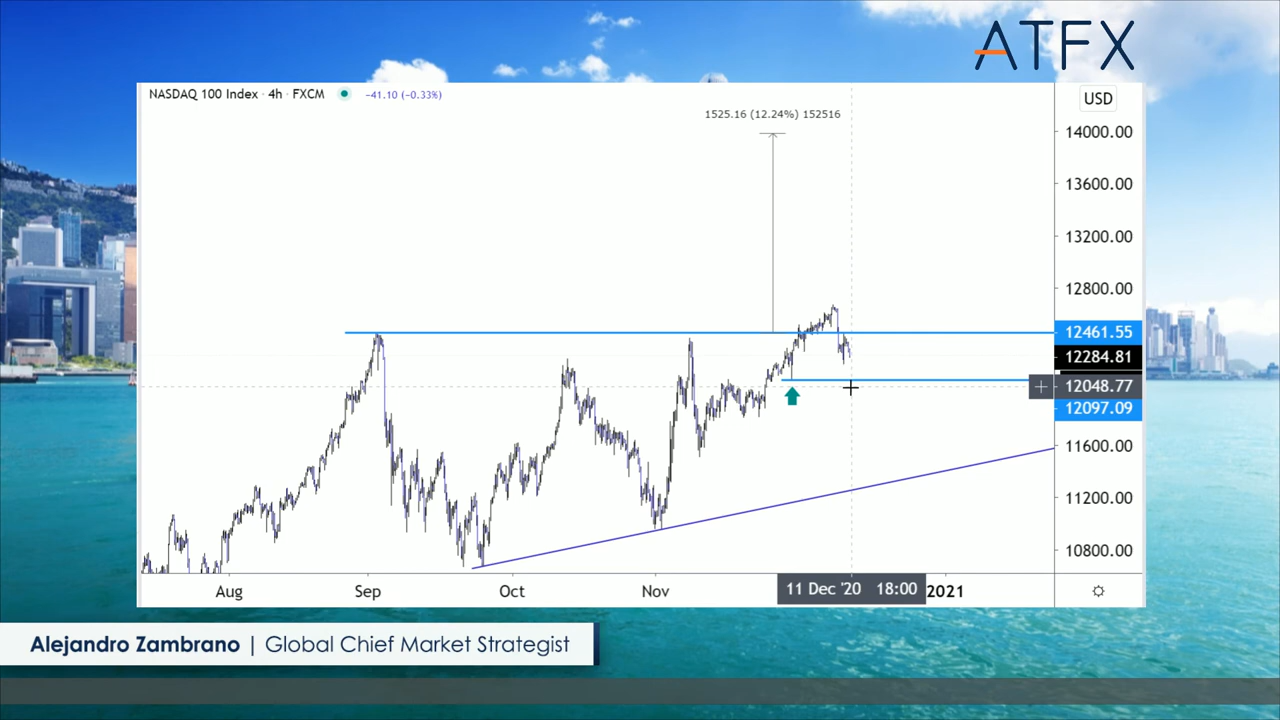 ATFX
NASDAQ 100 Index · 4h · FXCM −41.10 (−0.33%)
USD
1525.16 (12.24%) 152516
14000.00
13600.00
13200.00
12800.00
12461.55
12284.81
12048.77
12097.09
11600.00
11200.00
10800.00
Aug Sep Oct Nov 11 Dec '20 18:00 2021
Alejandro Zambrano | Global Chief Market Strategist